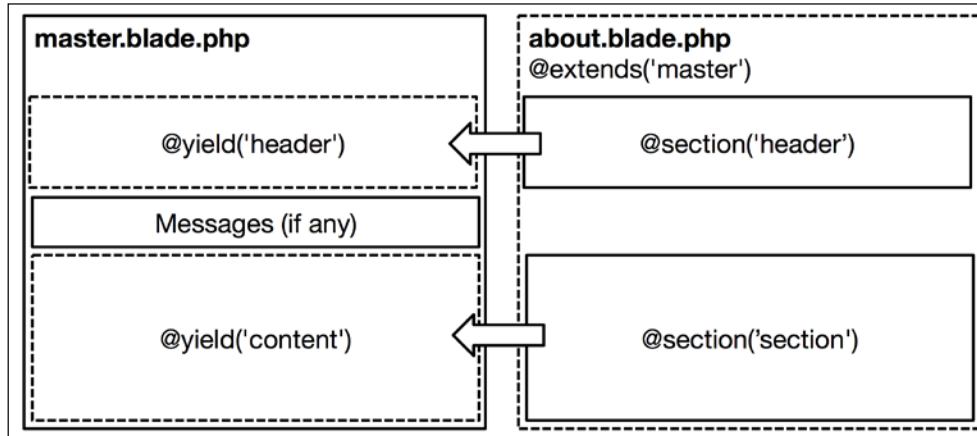 master.blade.php
@yield('header')
Messages (if any)
@yield('content')
about.blade.php
@extends('master')
@section('header’)
@section(’section')